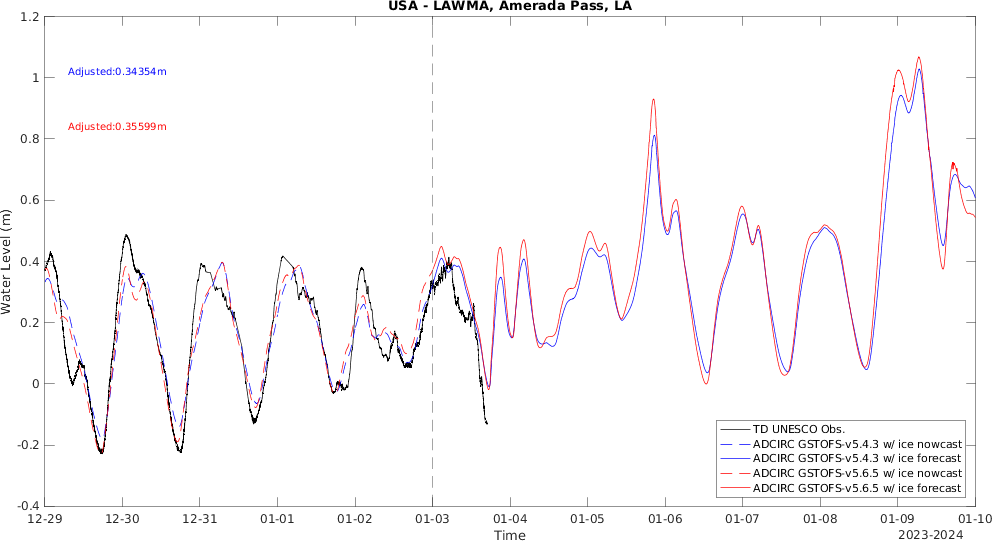 USA - LAWMA, Amerada Pass, LA
1.2
1
0.8
0.6
0.4
0.2
0
-0.2
-0.4
Water Level (m)
Adjusted:0.34354m
Adjusted:0.35599m
TD UNESCO Obs.
ADCIRC GSTOFS-v5.4.3 w/ ice nowcast
ADCIRC GSTOFS-v5.4.3 w/ ice forecast
ADCIRC GSTOFS-v5.6.5 w/ ice nowcast
ADCIRC GSTOFS-v5.6.5 w/ ice forecast
12-29 12-30 12-31 01-01 01-02 01-03 01-04 01-05 01-06 01-07 01-08 01-09 01-10
Time
2023-2024